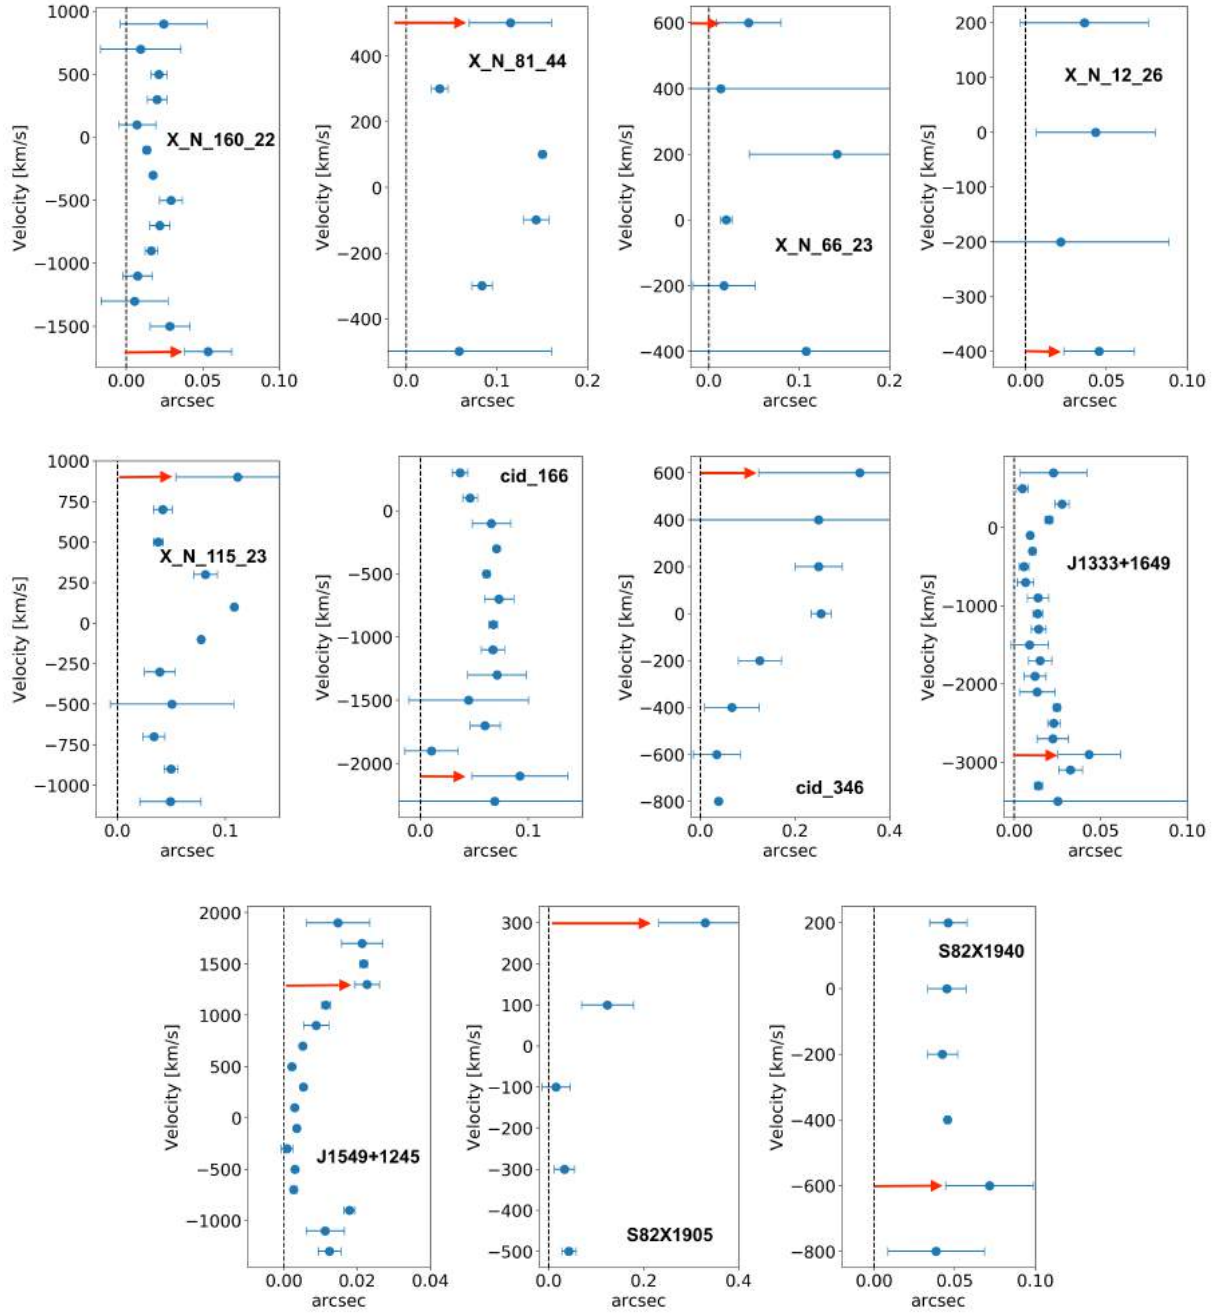 1000
500
0
−500
−1000
−1500
Velocity [km/s]
X_N_160_22
0.00 0.05 0.10
arcsec
400
200
0
−200
−400
Velocity [km/s]
X_N_81_44
0.0 0.1 0.2
arcsec
600
400
200
0
−200
−400
Velocity [km/s]
X_N_66_23
0.0 0.1 0.2
arcsec
200
100
0
−100
−200
−300
−400
Velocity [km/s]
X_N_12_26
0.00 0.05 0.10
arcsec
1000
750
500
250
0
−250
−500
−750
−1000
Velocity [km/s]
X_N_115_23
0.0 0.1
arcsec
0
−500
−1000
−1500
−2000
Velocity [km/s]
cid_166
0.0 0.1
arcsec
600
400
200
0
−200
−400
−600
−800
Velocity [km/s]
cid_346
0.0 0.2 0.4
arcsec
0
−1000
−2000
−3000
Velocity [km/s]
J1333+1649
0.00 0.05 0.10
arcsec
2000
1500
1000
500
0
−500
−1000
Velocity [km/s]
J1549+1245
0.00 0.02 0.04
arcsec
300
200
100
0
−100
−200
−300
−400
−500
Velocity [km/s]
S82X1905
0.0 0.2 0.4
arcsec
200
0
−200
−400
−600
−800
Velocity [km/s]
S82X1940
0.00 0.05 0.10
arcsec